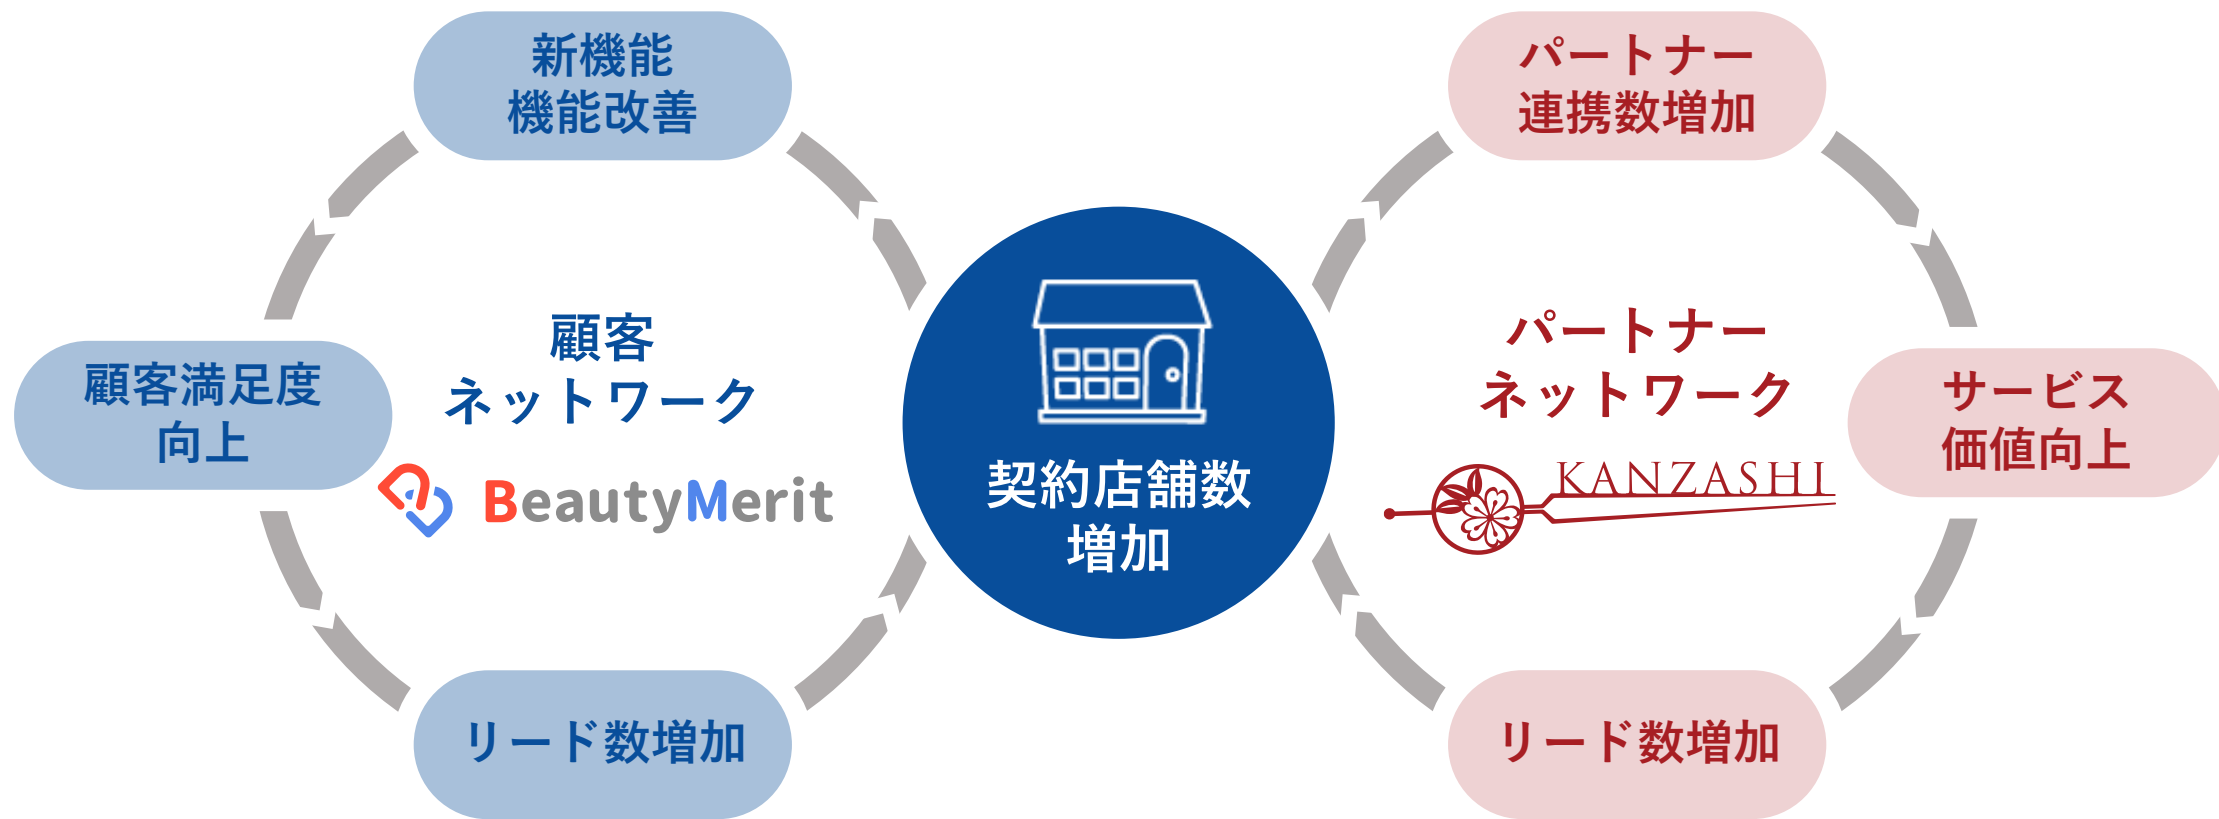 新機能
機能改善
顧客満足度
向上
顧客
ネットワーク
BeautyMerit
リード数増加
契約店舗数
増加
パートナー
連携数増加
パートナー
ネットワーク
KANZASHI
サービス
価値向上
リード数増加